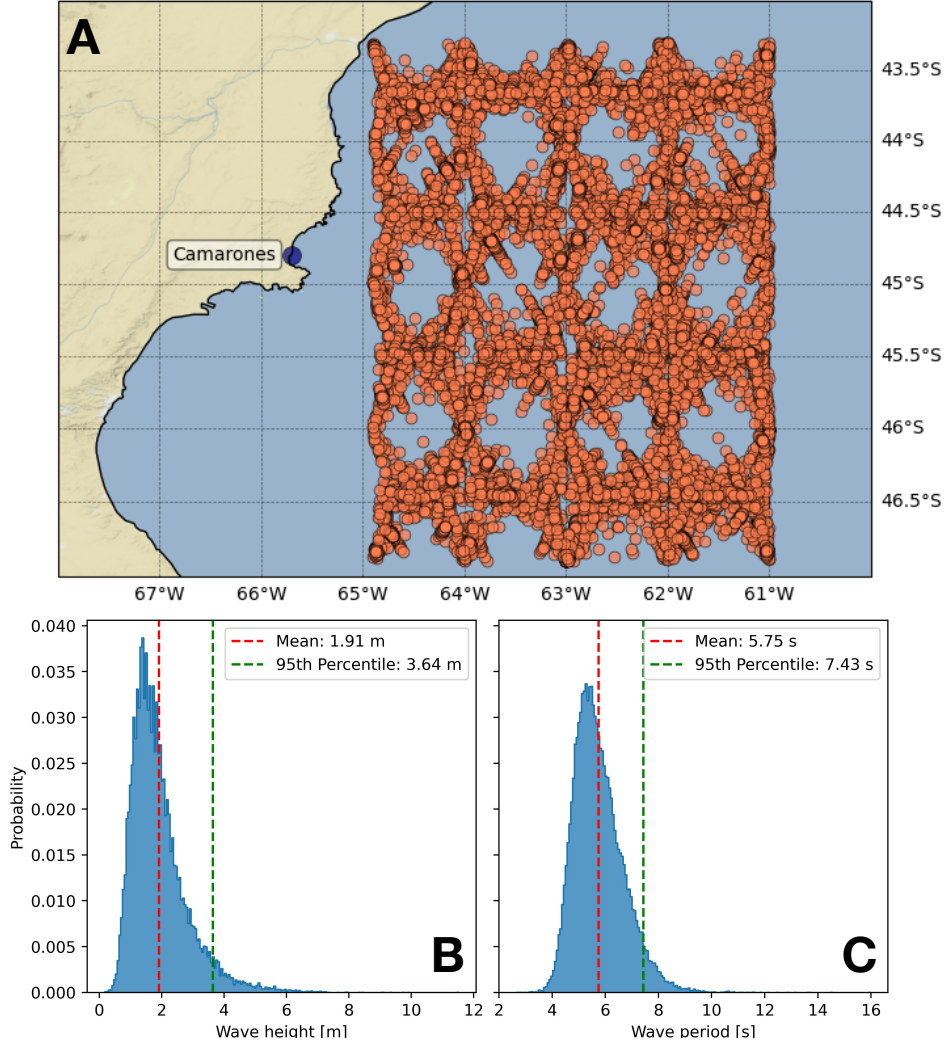 A
43.5°S
44°S
44.5°S
Camarones
45°S
45.5°S
46°S
46.5°S
67°W 66°W 65°W 64°W 63°W 62°W 61°W
0.040
0.035
0.030
0.025
0.020
0.015
0.010
0.005
0.000
Probability
Mean: 1.91 m
95th Percentile: 3.64 m
B
0 2 4 6 8 10 12
Wave height [m]
Mean: 5.75 s
95th Percentile: 7.43 s
C
2 4 6 8 10 12 14 16
Wave period [s]